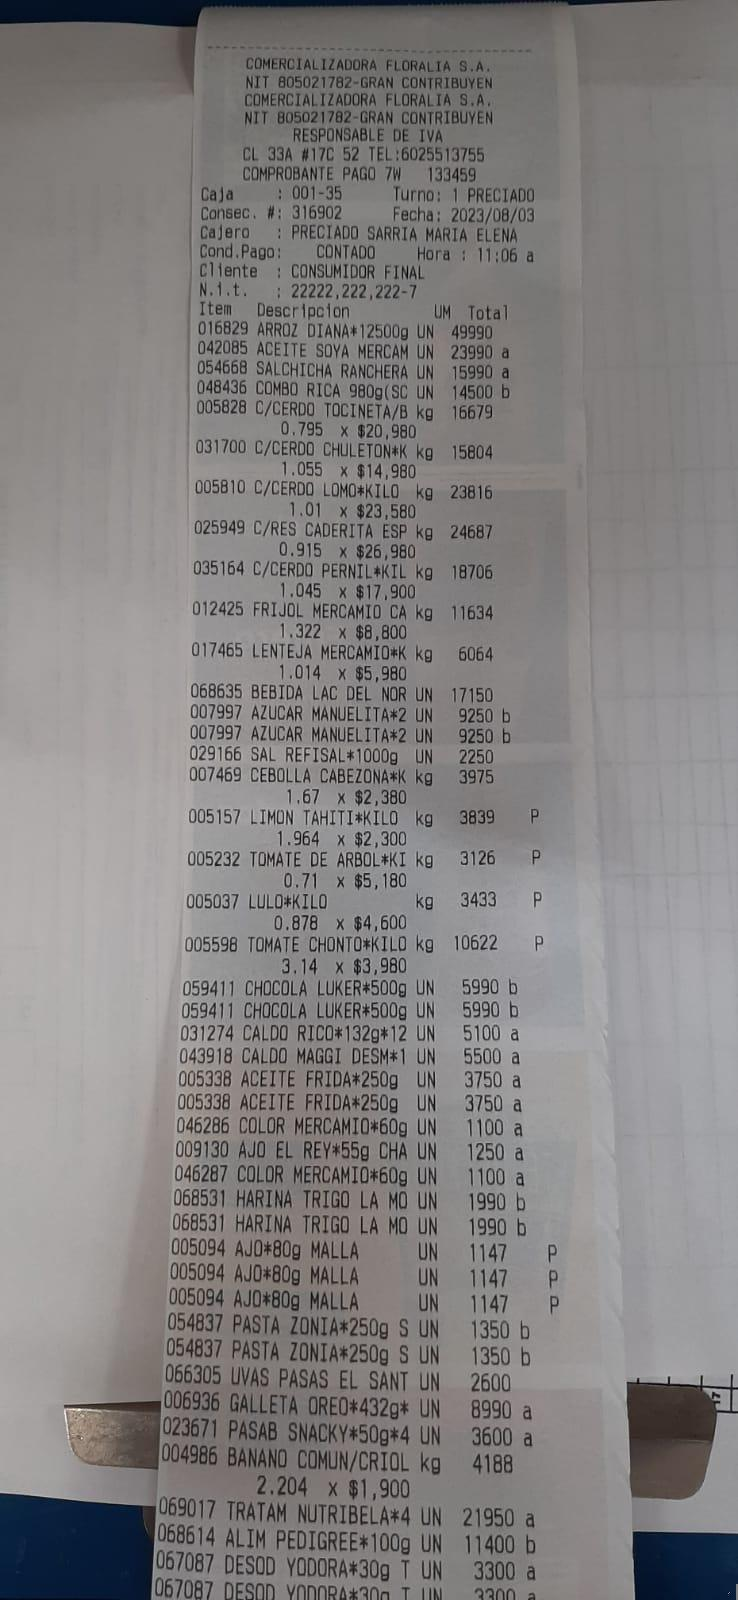 COMERCIALIZADORA FLORALIA S.A.
NIT 805021782-GRAN CONTRIBUYEN
COMERCIALIZADORA FLORALIA S.A.
NIT 805021782-GRAN CONTRIBUYEN
RESPONSABLE DE IVA
CL 33A #17C 52 TEL:6025513755
COMPROBANTE PAGO 7W 133459
Caja : 001-35 Turno: 1 PRECIADO
Consec. #: 316902 Fecha: 2023/08/03
Cajero : PRECIADO SARRIA MARIA ELENA
Cond.Pago: CONTADO Hora : 11:06 a
Cliente : CONSUMIDOR FINAL
N.i.t. : 22222,222,222-7
Item Descripcion UM Total
016829 ARROZ DIANA*12500g UN 49990
042085 ACEITE SOYA MERCAM UN 23990 a
054668 SALCHICHA RANCHERA UN 15990 a
048436 COMBO RICA 980g(SC UN 14500 b
005828 C/CERDO TOCINETA/B kg 16679
0.795 x $20,980
031700 C/CERDO CHULETON*K kg 15804
1.055 x $14,980
005810 C/CERDO LOMO*KILO kg 23816
1.01 x $23,580
025949 C/RES CADERITA ESP kg 24687
0.915 x $26,980
035164 C/CERDO PERNIL*KIL kg 18706
1.045 x $17,900
012425 FRIJOL MERCAMIO CA kg 11634
1.322 x $8,800
017465 LENTEJA MERCAMIO*K kg 6064
1.014 x $5,980
068635 BEBIDA LAC DEL NOR UN 17150
007997 AZUCAR MANUELITA*2 UN 9250 b
007997 AZUCAR MANUELITA*2 UN 9250 b
029166 SAL REFISAL*1000g UN 2250
007469 CEBOLLA CABEZONA*K kg 3975
1.67 x $2,380
005157 LIMON TAHITI*KILO kg 3839 P
1.964 x $2,300
005232 TOMATE DE ARBOL*KI kg 3126 P
0.71 x $5,180
005037 LULO*KILO kg 3433 P
0.878 x $4,600
005598 TOMATE CHONTO*KILO kg 10622 P
3.14 x $3,980
059411 CHOCOLA LUKER*500g UN 5990 b
059411 CHOCOLA LUKER*500g UN 5990 b
031274 CALDO RICO*132g*12 UN 5100 a
043918 CALDO MAGGI DESM*1 UN 5500 a
005338 ACEITE FRIDA*250g UN 3750 a
005338 ACEITE FRIDA*250g UN 3750 a
046286 COLOR MERCAMIO*60g UN 1100 a
009130 AJO EL REY*55g CHA UN 1250 a
046287 COLOR MERCAMIO*60g UN 1100 a
068531 HARINA TRIGO LA MO UN 1990 b
068531 HARINA TRIGO LA MO UN 1990 b
005094 AJO*80g MALLA UN 1147 P
005094 AJO*80g MALLA UN 1147 P
005094 AJO*80g MALLA UN 1147 P
054837 PASTA ZONIA*250g S UN 1350 b
054837 PASTA ZONIA*250g S UN 1350 b
066305 UVAS PASAS EL SANT UN 2600
006936 GALLETA OREO*432g* UN 8990 a
023671 PASAB SNACKY*50g*4 UN 3600 a
004986 BANANO COMUN/CRIOL kg 4188
2.204 x $1,900
069017 TRATAM NUTRIBELA*4 UN 21950 a
068614 ALIM PEDIGREE*100g UN 11400 b
067087 DESOD YODORA*30g T UN 3300 a
067087 DESOD YODORA*30g T UN 3300 a